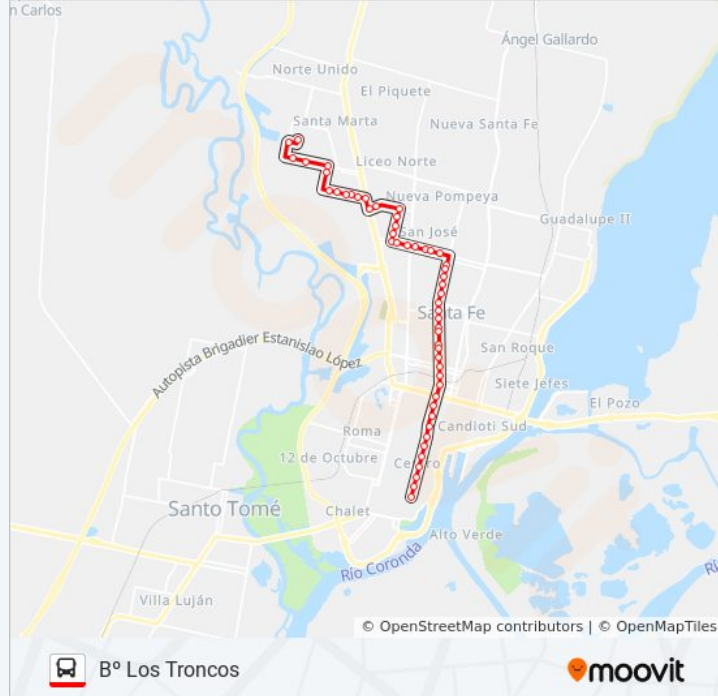 n Carlos
Ángel Gallardo
Norte Unido
El Piquete
Santa Marta
Nueva Santa Fe
Liceo Norte
Nueva Pompeya
Guadalupe II
San José
Santa Fe
San Roque
Autopista Brigadier Estanislao López
Siete Jefes
El Pozo
Candioti Sud
Roma
12 de Octubre
Centro
Santo Tomé
Chalet
Alto Verde
Río Coronda
Villa Luján
© OpenStreetMap contributors | © OpenMapTiles
Bº Los Troncos
moovit